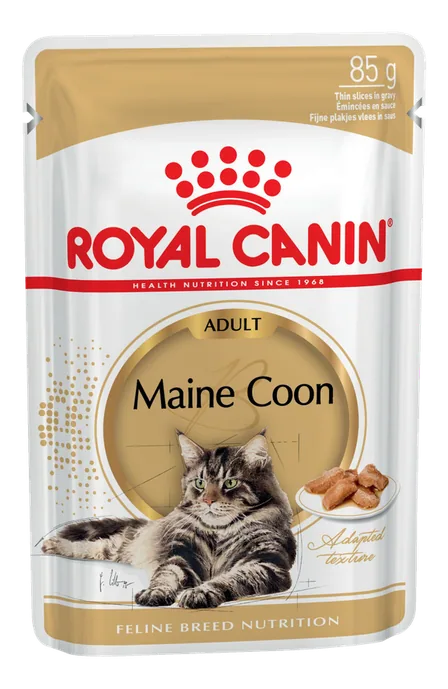 85 g
Thin slices in gravy
Émincées en sauce
Fijne plakjes vlees in saus
ROYAL CANIN®
HEALTH NUTRITION SINCE 1968
ADULT
Maine Coon
Adapted
texture
FELINE BREED NUTRITION